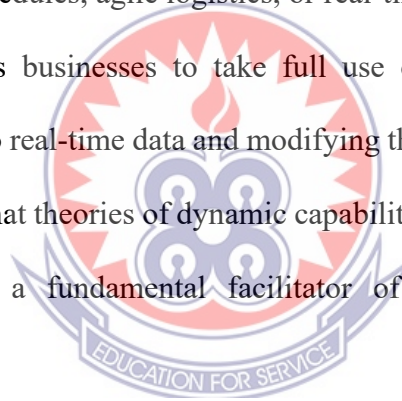 edules, agile logistics, or real-ti
s businesses to take full use
real-time data and modifying th
at theories of dynamic capabilit
a fundamental facilitator of
EDUCATION FOR SERVICE